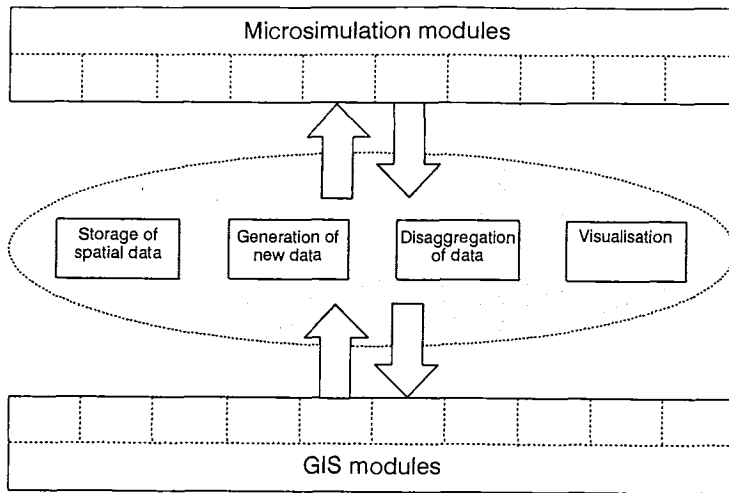 Microsimulation modules
Storage of
spatial data
Generation of
new data
Disaggregation
of data
Visualisation
GIS modules